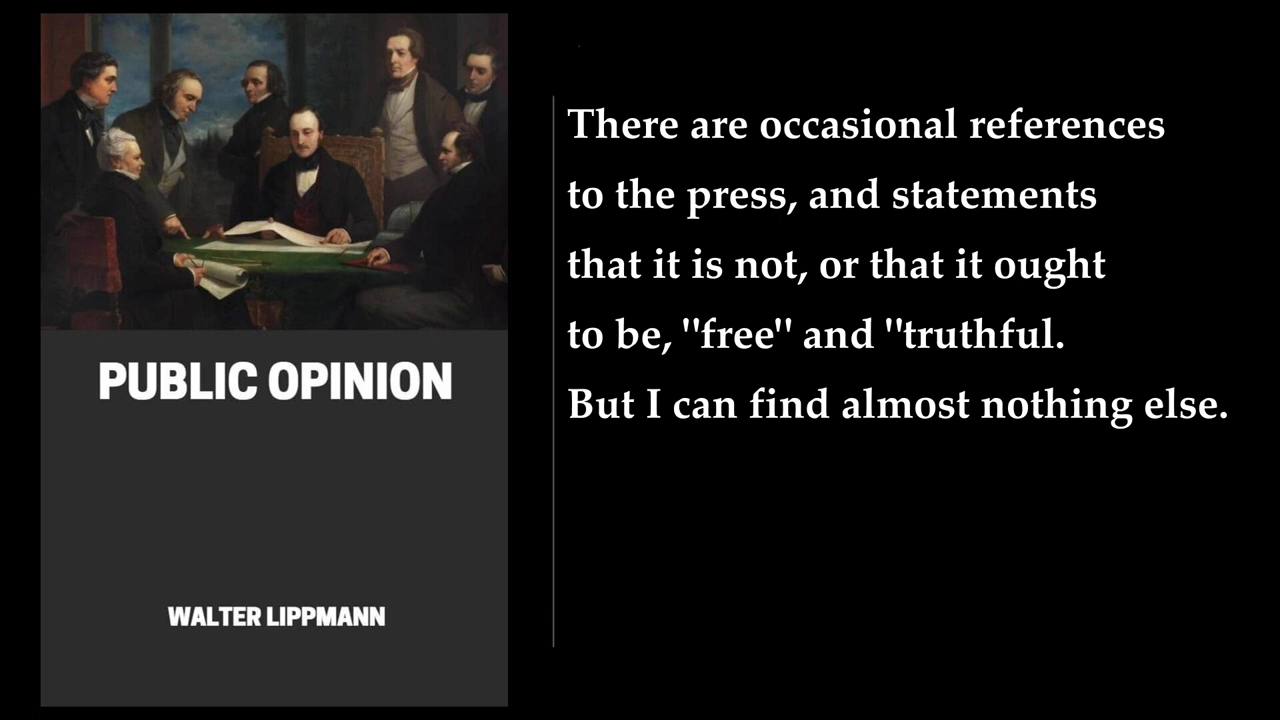 PUBLIC OPINION
WALTER LIPPMANN
There are occasional references
to the press, and statements
that it is not, or that it ought
to be, "free" and "truthful.
But I can find almost nothing else.